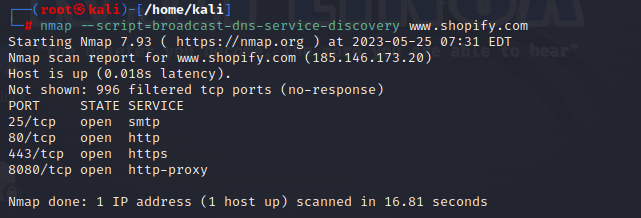 (root㉿kali)-[/home/kali]
# nmap --script=broadcast-dns-service-discovery www.shopify.com
Starting Nmap 7.93 ( https://nmap.org ) at 2023-05-25 07:31 EDT
Nmap scan report for www.shopify.com (185.146.173.20)
Host is up (0.018s latency).
Not shown: 996 filtered tcp ports (no-response)
PORT     STATE SERVICE
25/tcp   open  smtp
80/tcp   open  http
443/tcp  open  https
8080/tcp open  http-proxy
Nmap done: 1 IP address (1 host up) scanned in 16.81 seconds